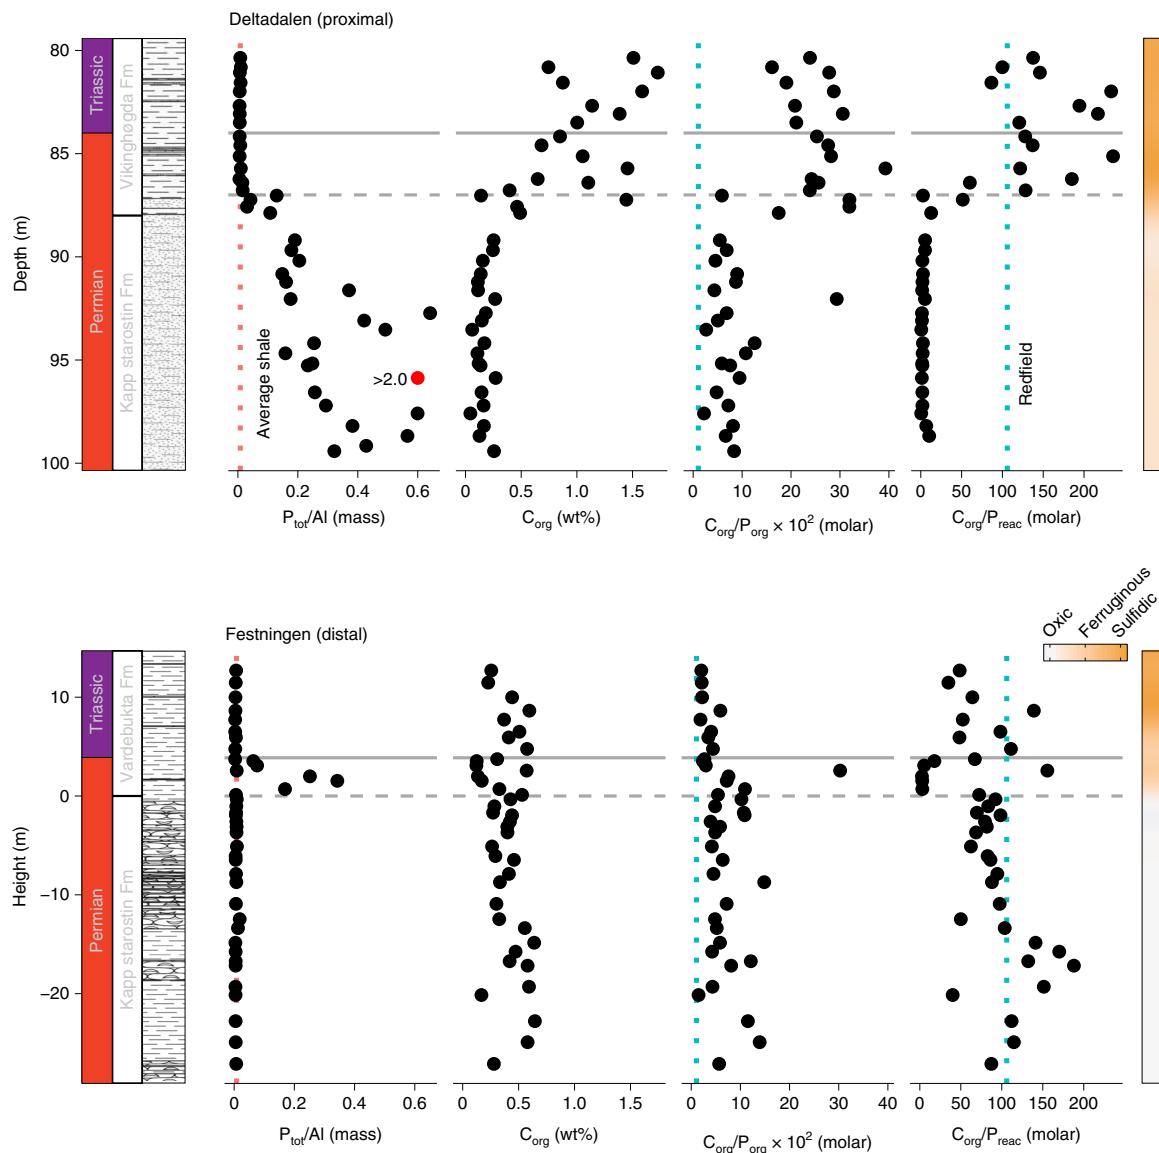 Deltadalen (proximal)
80
85
90
95
100
Depth (m)
Triassic
Permian
Vikinghøgda Fm
Kapp starostin Fm
Average shale
>2.0
Redfield
0 0.2 0.4 0.6
0 0.5 1.0 1.5
0 10 20 30 40
0 50 100 150 200
Ptot/Al (mass)
Corg (wt%)
Corg/Porg × 10² (molar)
Corg/Preac (molar)
Oxic
Ferruginous
Sulfidic
Festningen (distal)
10
0
−10
−20
Height (m)
Triassic
Permian
Vardebukta Fm
Kapp starostin Fm
0 0.2 0.4 0.6
0 0.5 1.0 1.5
0 10 20 30 40
0 50 100 150 200
Ptot/Al (mass)
Corg (wt%)
Corg/Porg × 10² (molar)
Corg/Preac (molar)